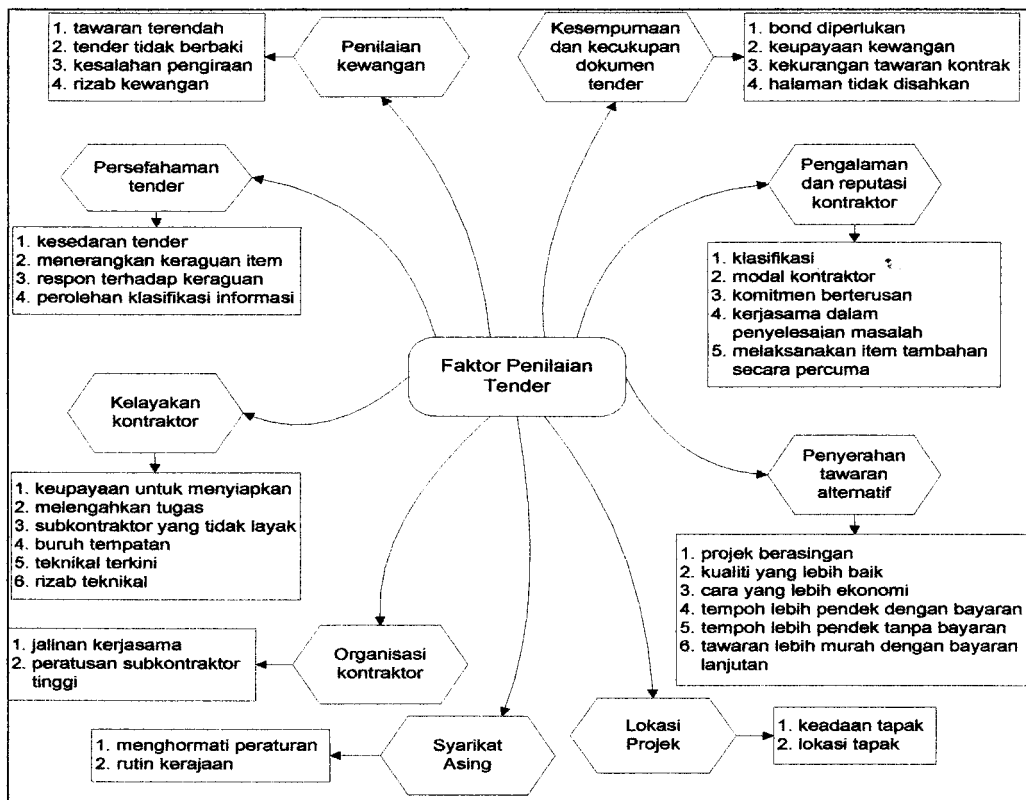 1. tawaran terendah
2. tender tidak berbaki
3. kesalahan pengiraan
4. rizab kewangan
Penilaian
kewangan
Kesempurnaan
dan kecukupan
dokumen
tender
1. bond diperlukan
2. keupayaan kewangan
3. kekurangan tawaran kontrak
4. halaman tidak disahkan
Persefahaman
tender
1. kesedaran tender
2. menerangkan keraguan item
3. respon terhadap keraguan
4. perolehan klasifikasi informasi
Pengalaman
dan reputasi
kontraktor
1. klasifikasi
2. modal kontraktor
3. komitmen berterusan
4. kerjasama dalam
penyelesaian masalah
5. melaksanakan item tambahan
secara percuma
Faktor Penilaian
Tender
Kelayakan
kontraktor
1. keupayaan untuk menyiapkan
2. melengahkan tugas
3. subkontraktor yang tidak layak
4. buruh tempatan
5. teknikal terkini
6. rizab teknikal
Penyerahan
tawaran
alternatif
1. projek berasingan
2. kualiti yang lebih baik
3. cara yang lebih ekonomi
4. tempoh lebih pendek dengan bayaran
5. tempoh lebih pendek tanpa bayaran
6. tawaran lebih murah dengan bayaran
lanjutan
1. jalinan kerjasama
2. peratusan subkontraktor
tinggi
Organisasi
kontraktor
1. menghormati peraturan
2. rutin kerajaan
Syarikat
Asing
Lokasi
Projek
1. keadaan tapak
2. lokasi tapak